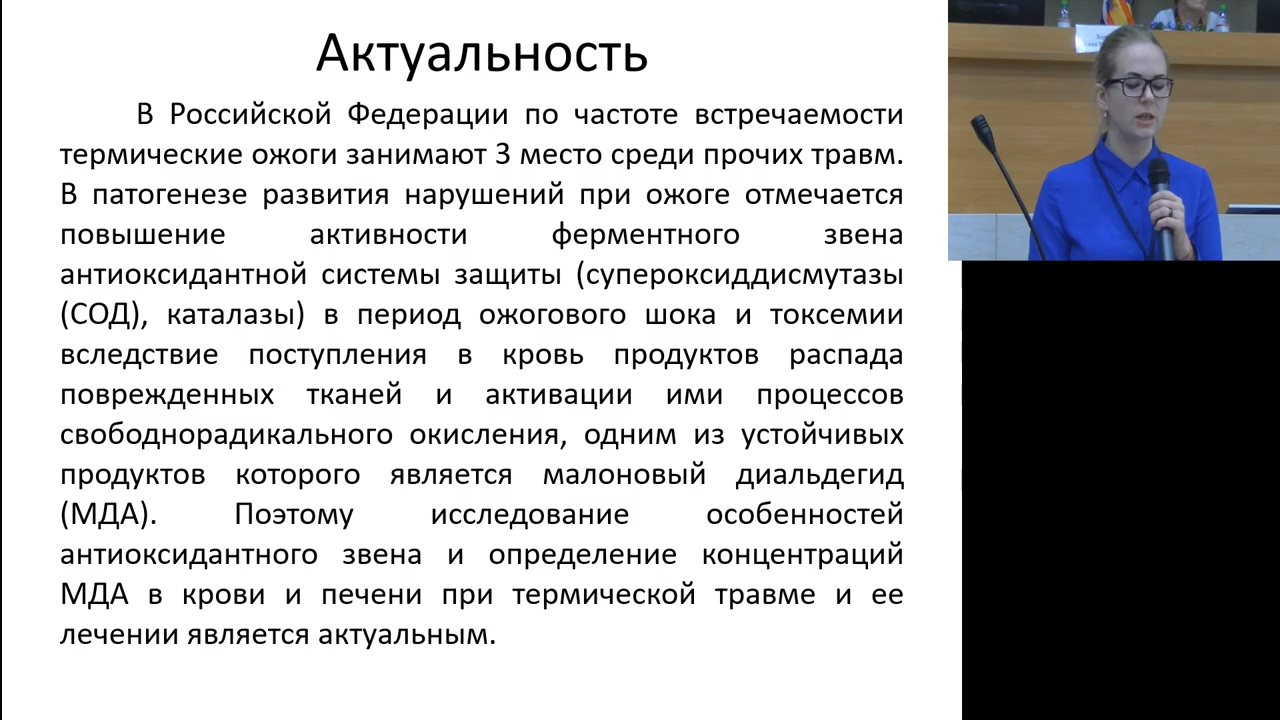 Актуальность
В Российской Федерации по частоте встречаемости
термические ожоги занимают 3 место среди прочих травм.
В патогенезе развития нарушений при ожоге отмечается
повышение активности ферментного звена
антиоксидантной системы защиты (супероксиддисмутазы
(СОД), каталазы) в период ожогового шока и токсемии
вследствие поступления в кровь продуктов распада
поврежденных тканей и активации ими процессов
свободнорадикального окисления, одним из устойчивых
продуктов которого является малоновый диальдегид
(МДА). Поэтому исследование особенностей
антиоксидантного звена и определение концентраций
МДА в крови и печени при термической травме и ее
лечении является актуальным.